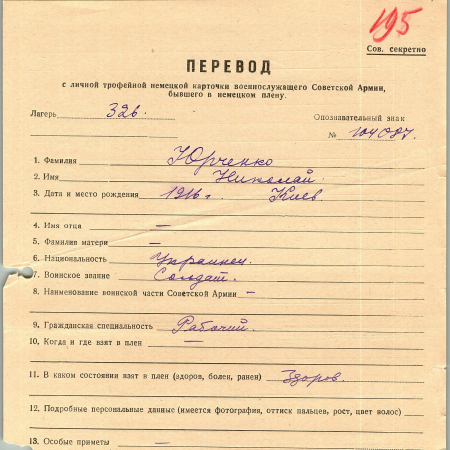 195
Сов. секретно
ПЕРЕВОД
с личной трофейной немецкой карточки военнослужащего Советской Армии,
бывшего в немецком плену.
Лагерь 326. Опознавательный знак
№ 104087.
1. Фамилия Юрченко
2. Имя Николай
3. Дата и место рождения 1916 г. Киев.
4. Имя отца —
5. Фамилия матери —
6. Национальность Украинец.
7. Воинское звание Солдат.
8. Наименование воинской части Советской Армии —
9. Гражданская специальность Рабочий.
10. Когда и где взят в плен —
11. В каком состоянии взят в плен (здоров, болен, ранен) Здоров.
12. Подробные персональные данные (имеется фотография, оттиск пальцев, рост, цвет волос)
13. Особые приметы —